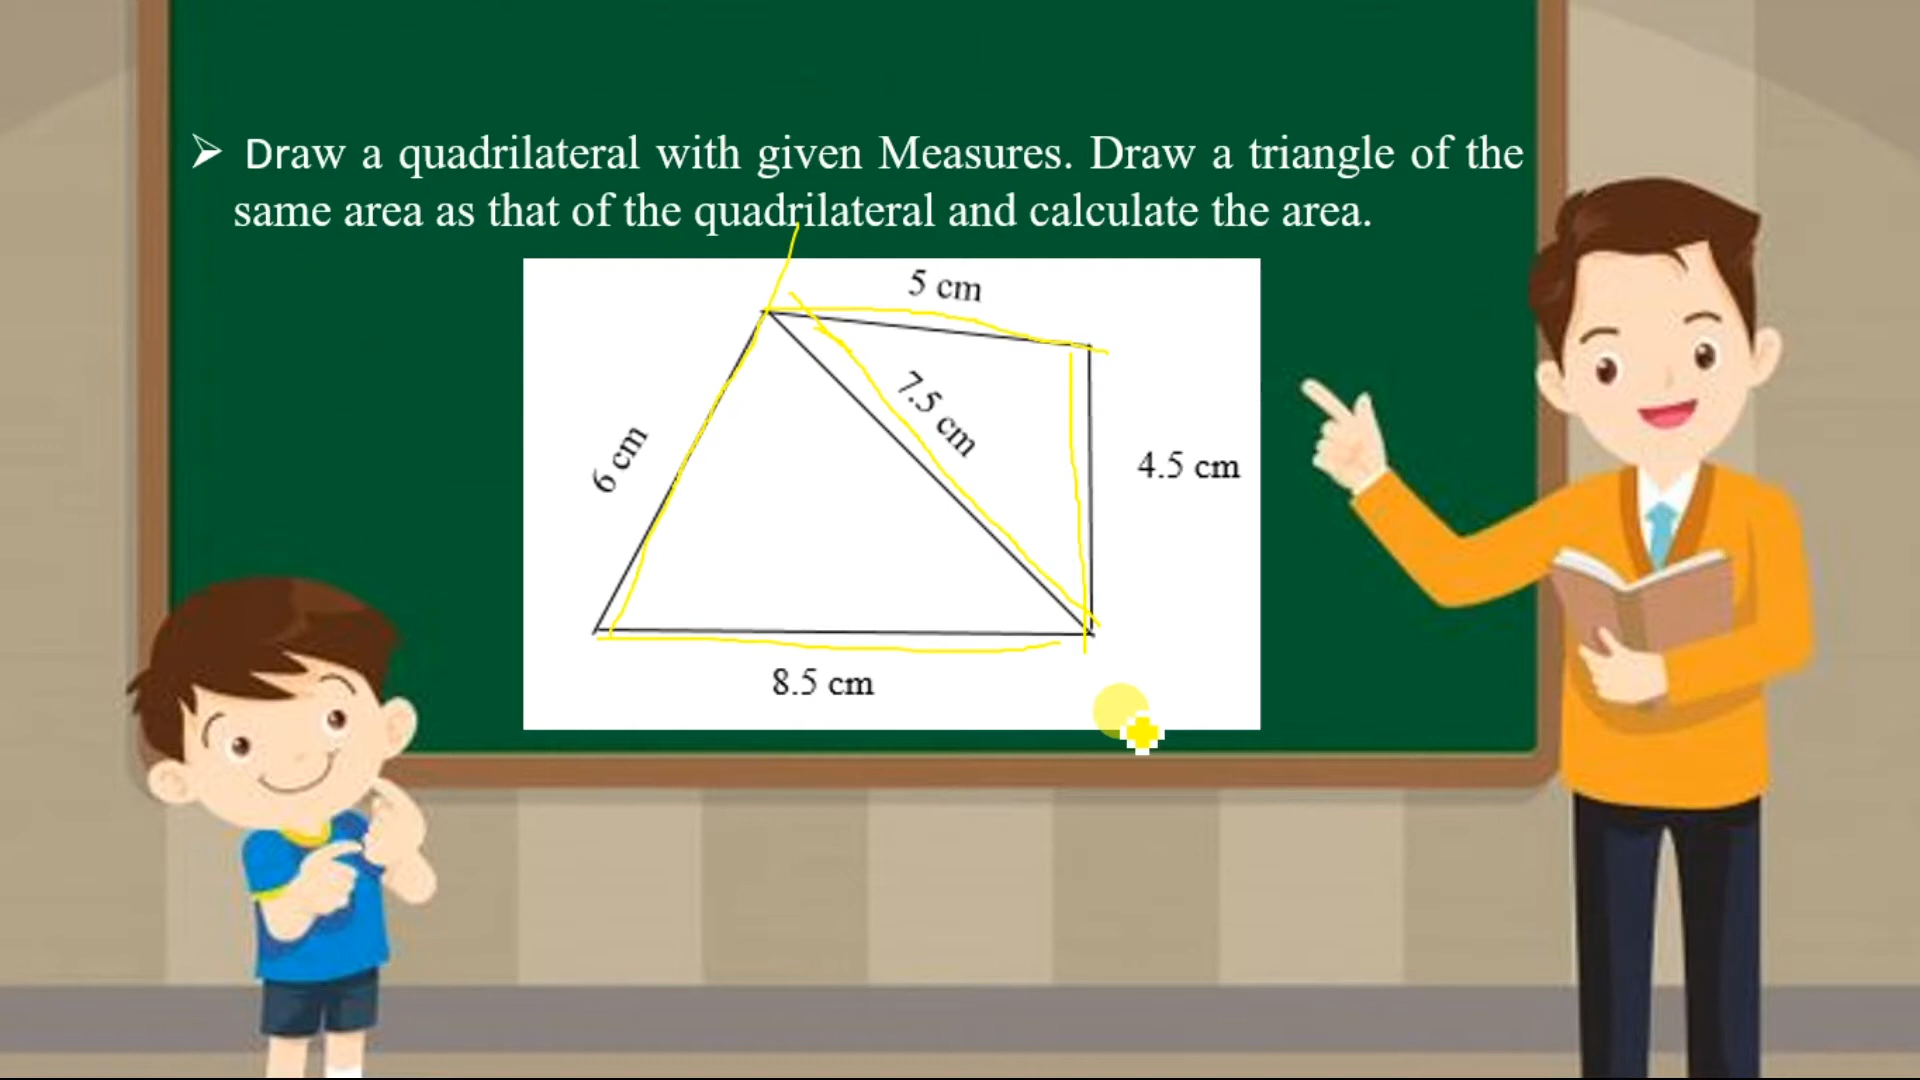 ➢ Draw a quadrilateral with given Measures. Draw a triangle of the
same area as that of the quadrilateral and calculate the area.
5 cm
7.5 cm
6 cm
4.5 cm
8.5 cm